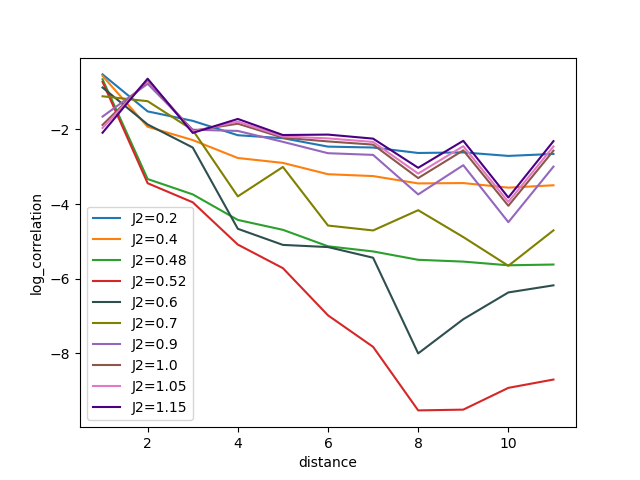 log_correlation
−2
−4
−6
−8
J2=0.2
J2=0.4
J2=0.48
J2=0.52
J2=0.6
J2=0.7
J2=0.9
J2=1.0
J2=1.05
J2=1.15
2 4 6 8 10
distance